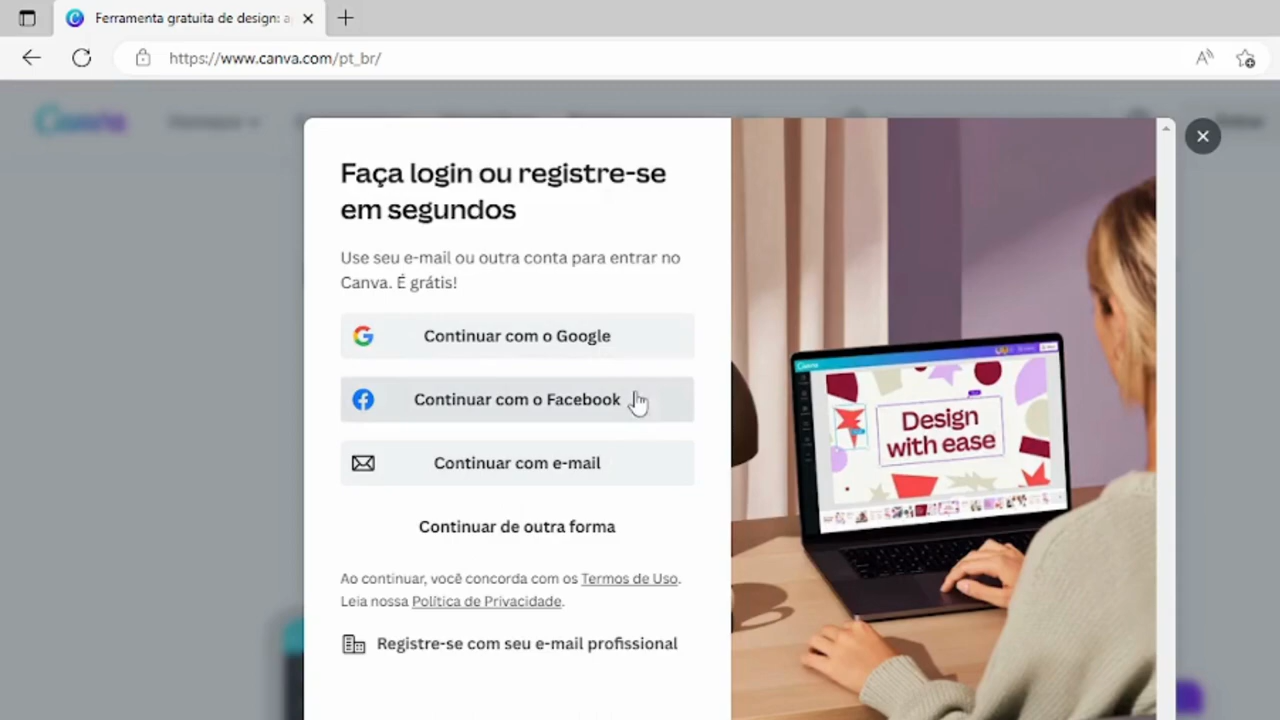 Ferramenta gratuita de design:
https://www.canva.com/pt_br/
Canva
Faça login ou registre-se
em segundos
Use seu e-mail ou outra conta para entrar no
Canva. É grátis!
Continuar com o Google
Continuar com o Facebook
Continuar com e-mail
Continuar de outra forma
Ao continuar, você concorda com os Termos de Uso.
Leia nossa Política de Privacidade.
Registre-se com seu e-mail profissional
Design
with ease